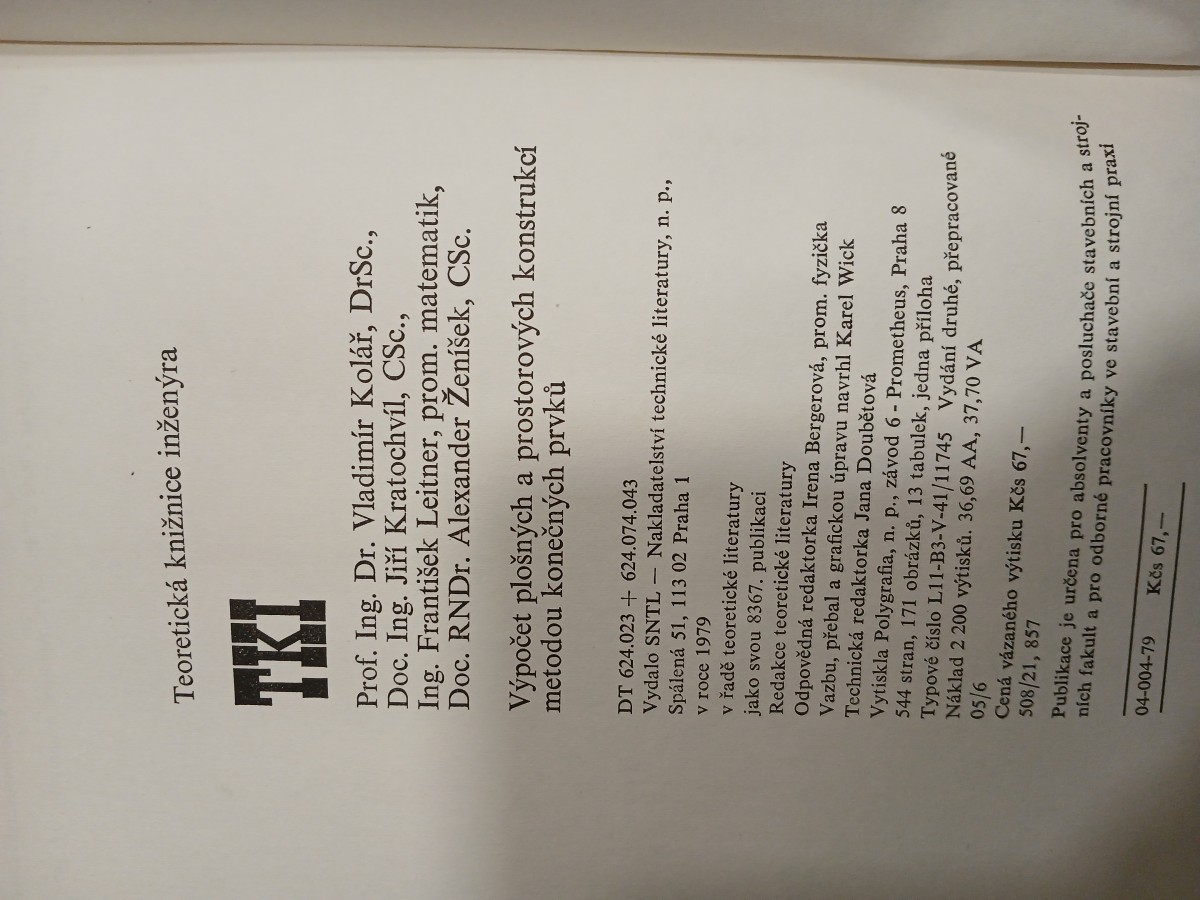 Teoretická knižnice inženýra
TKI
Prof. Ing. Dr. Vladimír Kolář, DrSc.,
Doc. Ing. Jiří Kratochvíl, CSc.,
Ing. František Leitner, prom. matematik,
Doc. RNDr. Alexander Ženíšek, CSc.
Výpočet plošných a prostorových konstrukcí
metodou konečných prvků
DT 624.023 + 624.074.043
Vydalo SNTL — Nakladatelství technické literatury, n. p.,
Spálená 51, 113 02 Praha 1
v roce 1979
v řadě teoretické literatury
jako svou 8367. publikaci
Redakce teoretické literatury
Odpovědná redaktorka Irena Bergerová, prom. fyzička
Vazbu, přebal a grafickou úpravu navrhl Karel Wick
Technická redaktorka Jana Doubětová
Vytiskla Polygrafia, n. p., závod 6 - Prometheus, Praha 8
544 stran, 171 obrázků, 13 tabulek, jedna příloha
Typové číslo L11-B3-V-41/11745 Vydání druhé, přepracované
Náklad 2 200 výtisků. 36,69 AA, 37,70 VA
05/6
Cena vázaného výtisku Kčs 67,—
508/21, 857
Publikace je určena pro absolventy a posluchače stavebních a stroj-
ních fakult a pro odborné pracovníky ve stavební a strojní praxi
04-004-79 Kčs 67,—